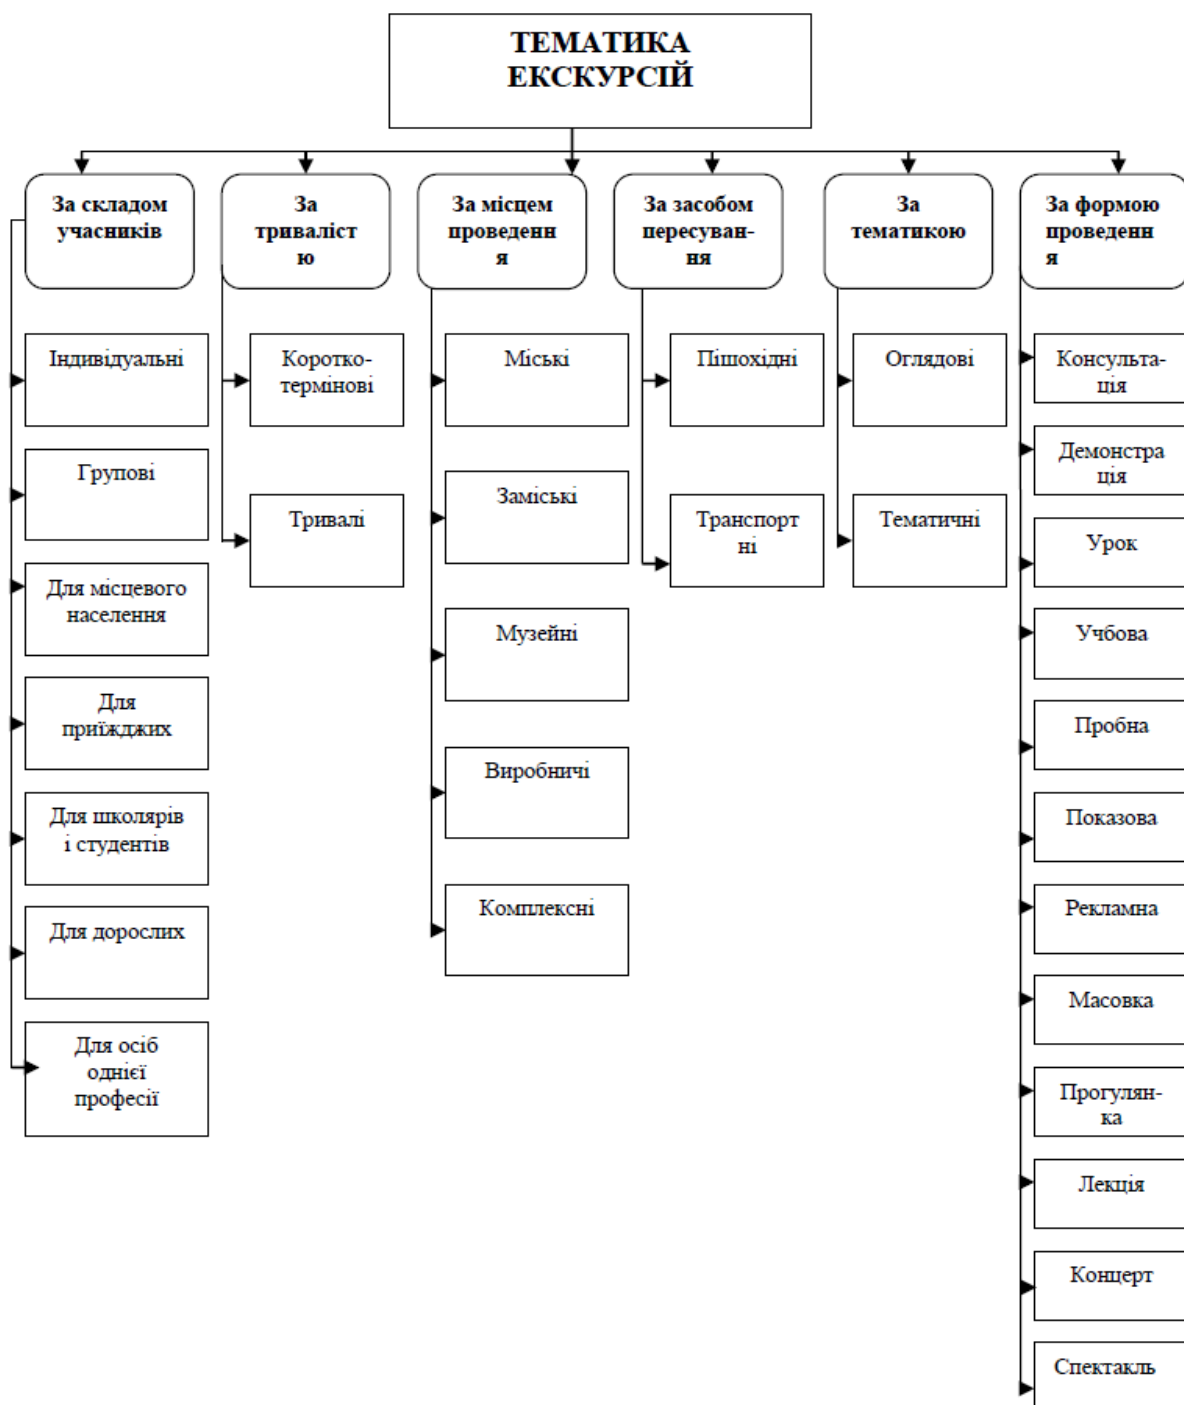 ТЕМАТИКА
ЕКСКУРСІЙ
За складом
учасників
За
триваліст
ю
За місцем
проведенн
я
За засобом
пересуван-
ня
За
тематикою
За формою
проведенн
я
Індивідуальні
Групові
Для місцевого
населення
Для
приїжджих
Для школярів
і студентів
Для дорослих
Для осіб
однієї
професії
Коротко-
термінові
Тривалі
Міські
Заміські
Музейні
Виробничі
Комплексні
Пішохідні
Транспорт
ні
Оглядові
Тематичні
Консульта-
ція
Демонстра
ція
Урок
Учбова
Пробна
Показова
Рекламна
Масовка
Прогулян-
ка
Лекція
Концерт
Спектакль